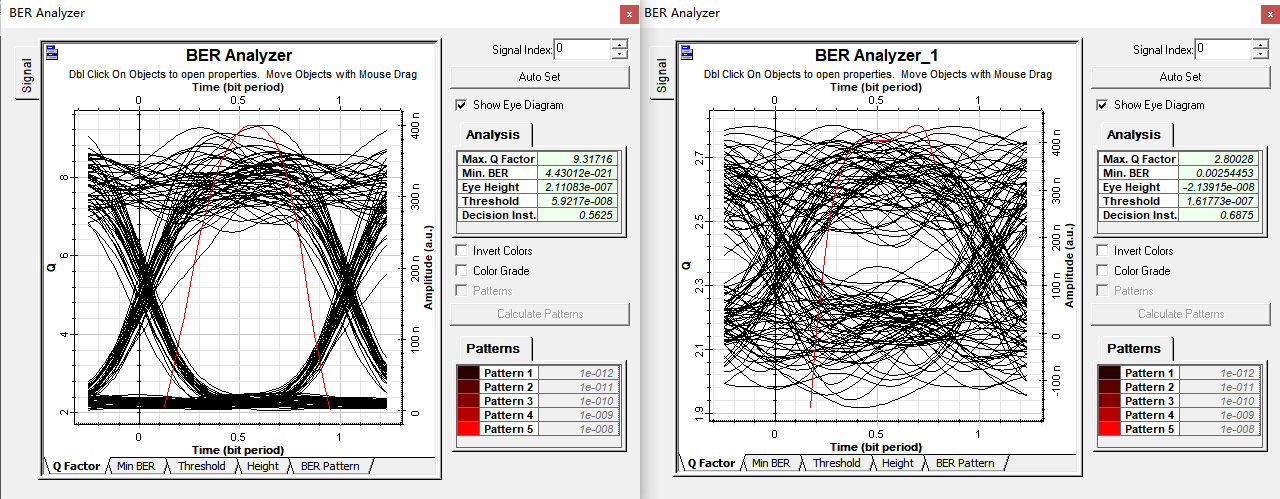 BER Analyzer
x
BER Analyzer
Dbl Click On Objects to open properties. Move Objects with Mouse Drag
Time (bit period)
0 0.5 1
Signal
Q
8
6
4
2
400 n
300 n
200 n
100 n
0
Amplitude (a.u.)
0 0.5 1
Time (bit period)
Q Factor Min BER Threshold Height BER Pattern
Signal Index: 0
Auto Set
Show Eye Diagram
Analysis
Max. Q Factor 9.31716
Min. BER 4.43012e-021
Eye Height 2.11083e-007
Threshold 5.9217e-008
Decision Inst. 0.5625
Invert Colors
Color Grade
Patterns
Calculate Patterns
Patterns
Pattern 1 1e-012
Pattern 2 1e-011
Pattern 3 1e-010
Pattern 4 1e-009
Pattern 5 1e-008
BER Analyzer
x
BER Analyzer_1
Dbl Click On Objects to open properties. Move Objects with Mouse Drag
Time (bit period)
0 0.5 1
Signal
Q
2.7
2.5
2.3
2.1
1.9
400 n
300 n
200 n
100 n
0
-100 n
Amplitude (a.u.)
0 0.5 1
Time (bit period)
Q Factor Min BER Threshold Height BER Pattern
Signal Index: 0
Auto Set
Show Eye Diagram
Analysis
Max. Q Factor 2.80028
Min. BER 0.00254453
Eye Height -2.13915e-008
Threshold 1.61773e-007
Decision Inst. 0.6875
Invert Colors
Color Grade
Patterns
Calculate Patterns
Patterns
Pattern 1 1e-012
Pattern 2 1e-011
Pattern 3 1e-010
Pattern 4 1e-009
Pattern 5 1e-008